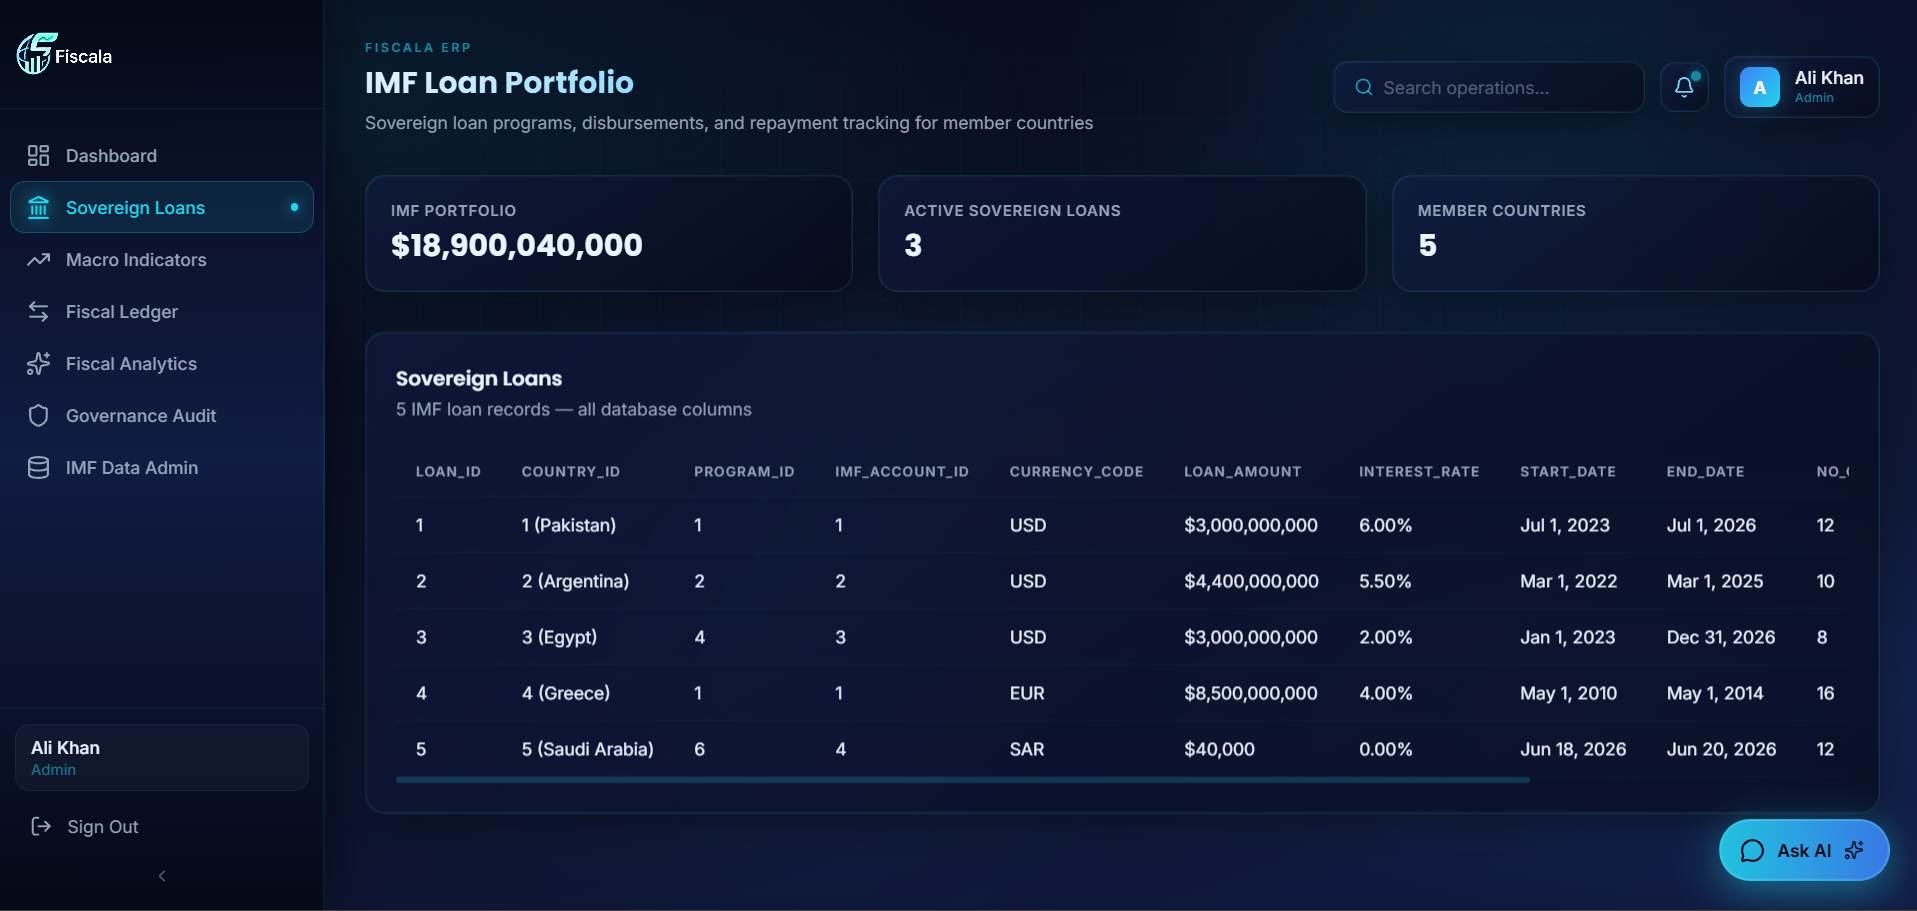 Fiscala
Dashboard
Sovereign Loans
Macro Indicators
Fiscal Ledger
Fiscal Analytics
Governance Audit
IMF Data Admin
Ali Khan
Admin
Sign Out
FISCALA ERP
IMF Loan Portfolio
Sovereign loan programs, disbursements, and repayment tracking for member countries
Search operations...
A
Ali Khan
Admin
IMF PORTFOLIO
$18,900,040,000
ACTIVE SOVEREIGN LOANS
3
MEMBER COUNTRIES
5
Sovereign Loans
5 IMF loan records — all database columns
LOAN_ID COUNTRY_ID PROGRAM_ID IMF_ACCOUNT_ID CURRENCY_CODE LOAN_AMOUNT INTEREST_RATE START_DATE END_DATE NO_
1 1 (Pakistan) 1 1 USD $3,000,000,000 6.00% Jul 1, 2023 Jul 1, 2026 12
2 2 (Argentina) 2 2 USD $4,400,000,000 5.50% Mar 1, 2022 Mar 1, 2025 10
3 3 (Egypt) 4 3 USD $3,000,000,000 2.00% Jan 1, 2023 Dec 31, 2026 8
4 4 (Greece) 1 1 EUR $8,500,000,000 4.00% May 1, 2010 May 1, 2014 16
5 5 (Saudi Arabia) 6 4 SAR $40,000 0.00% Jun 18, 2026 Jun 20, 2026 12
Ask AI